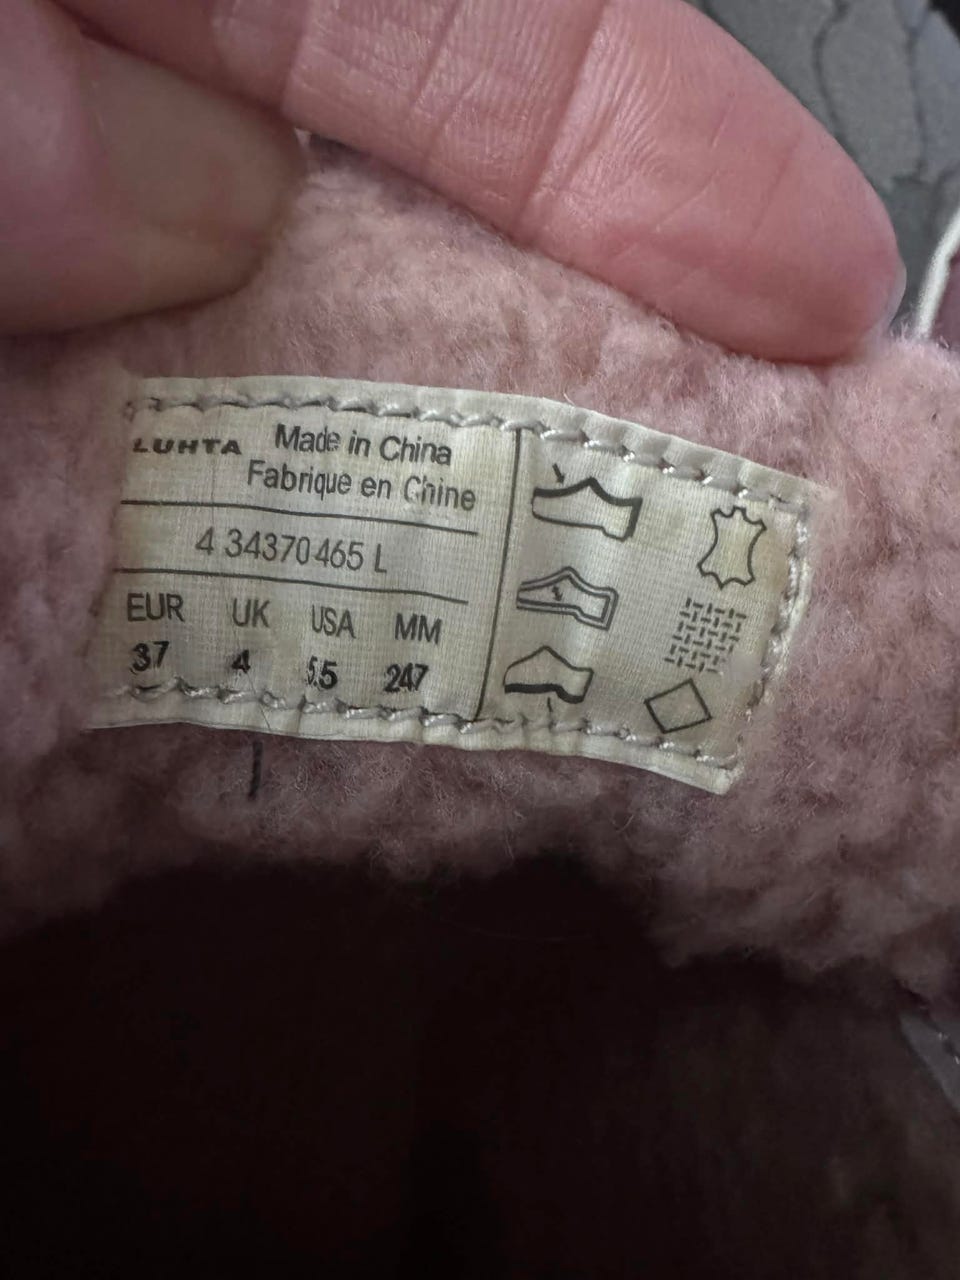 LUHTA Made in China
Fabrique en Chine
4 34370465 L
EUR UK USA MM
37 4 5.5 247